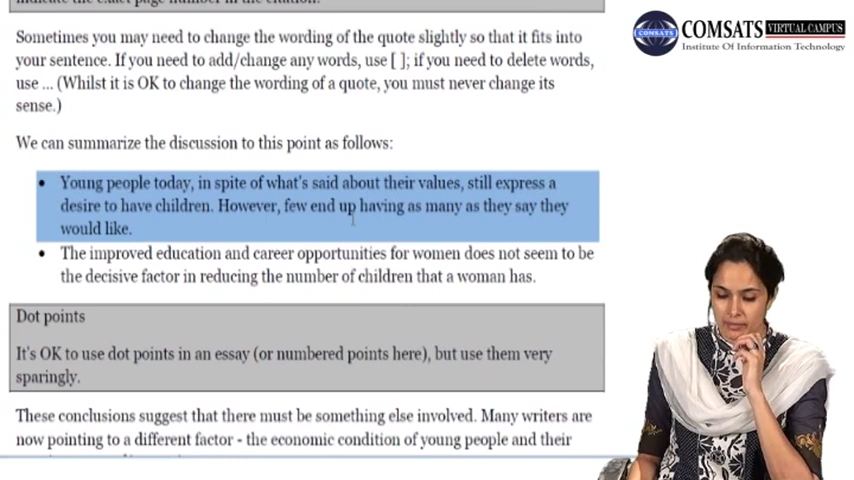 indicate the exact page number in the citation.
Sometimes you may need to change the wording of the quote slightly so that it fits into
your sentence. If you need to add/change any words, use [ ]; if you need to delete words,
use ... (Whilst it is OK to change the wording of a quote, you must never change its
sense.)
We can summarize the discussion to this point as follows:
• Young people today, in spite of what's said about their values, still express a
desire to have children. However, few end up having as many as they say they
would like.
• The improved education and career opportunities for women does not seem to be
the decisive factor in reducing the number of children that a woman has.
Dot points
It's OK to use dot points in an essay (or numbered points here), but use them very
sparingly.
These conclusions suggest that there must be something else involved. Many writers are
now pointing to a different factor - the economic condition of young people and their
COMSATS
COMSATS VIRTUAL CAMPUS
Institute Of Information Technology